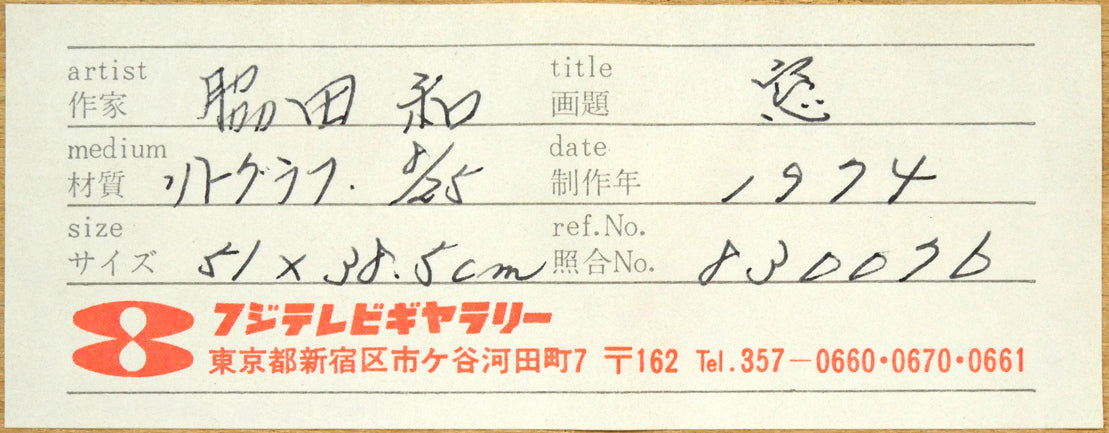 artist 脇田 和 title 窓
作家 画題
medium リトグラフ. 8/25 date 1974
材質 制作年
size 51 × 38.5cm ref.No. 830076
サイズ 照合No.
フジテレビギャラリー
東京都新宿区市ケ谷河田町7 〒162 Tel.357-0660・0670・0661